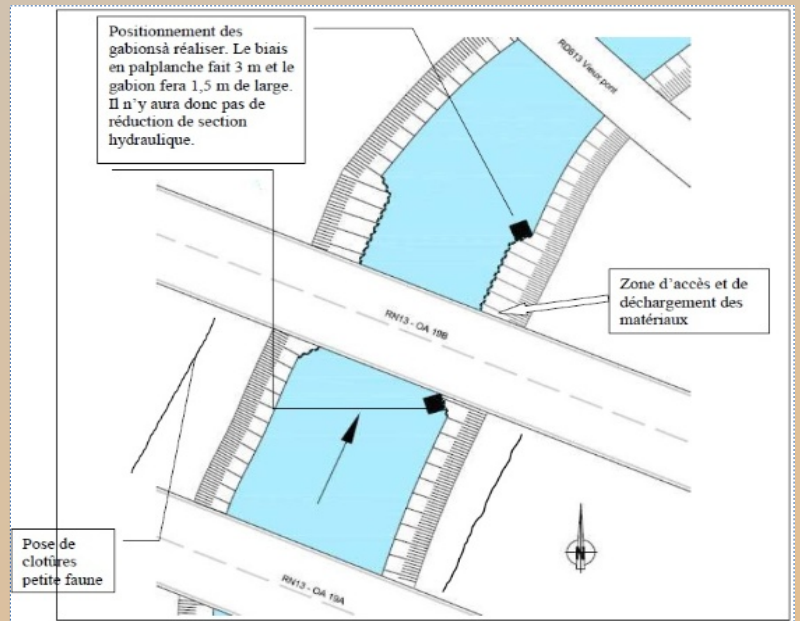 Positionnement des
gabionsà réaliser. Le biais
en palplanche fait 3 m et le
gabion fera 1,5 m de large.
Il n'y aura donc pas de
réduction de section
hydraulique.
RD813 Vieux pont
Zone d'accès et de
déchargement des
matériaux
RN13 - OA 19B
Pose de
clotûres
petite faune
RN13 - OA 19A
N